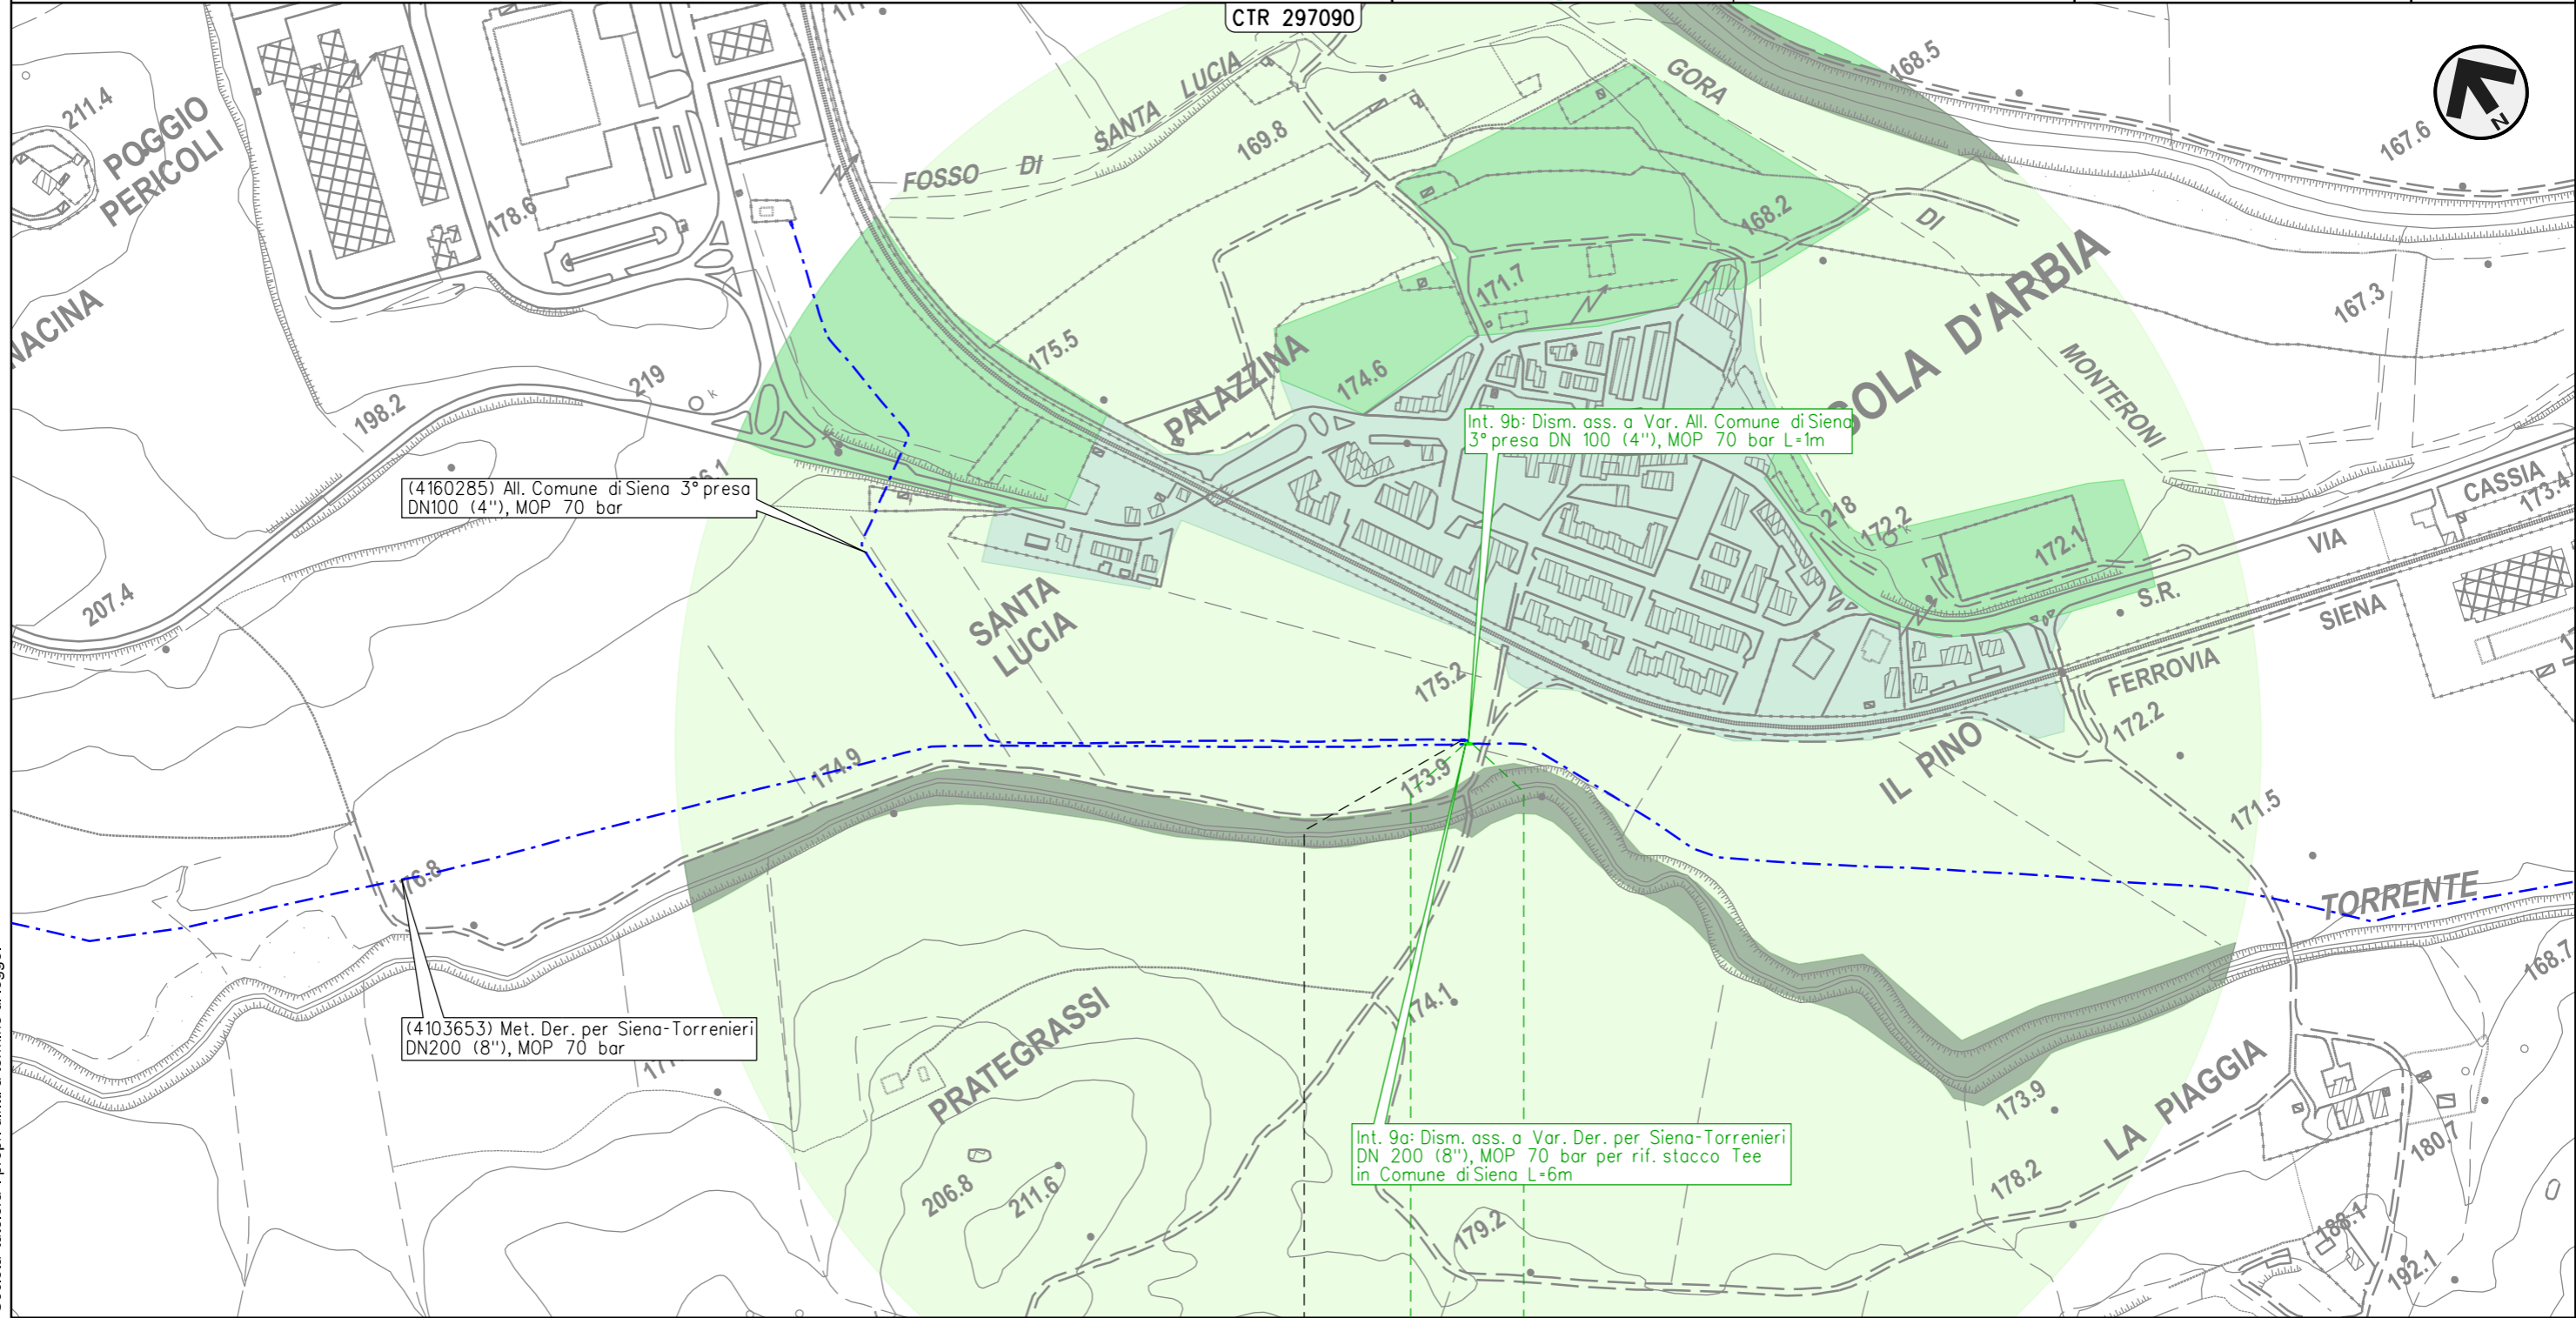 CTR 297090
N
211.4
POGGIO
PERICOLI
178.6
FOSSO DI SANTA LUCIA
169.8
GORA DI MONTERONI
168.5
167.6
167.3
168.2
171.7
174.6
175.5
PALAZZINA
219
198.2
207.4
k
Int. 9b: Dism. ass. a Var. All. Comune di Siena
3° presa DN 100 (4"), MOP 70 bar L=1m
(4160285) All. Comune di Siena 3° presa
DN100 (4"), MOP 70 bar
218
172.2
k
172.1
S.R.
VIA
CASSIA
173.4
FERROVIA
SIENA
SANTA
LUCIA
175.2
174.9
173.9
IL PINO
172.2
171.5
176.8
TORRENTE
168.7
(4103653) Met. Der. per Siena-Torrenieri
DN200 (8"), MOP 70 bar
PRATEGRASSI
174.1
173.9
LA PIAGGIA
Int. 9a: Dism. ass. a Var. Der. per Siena-Torrenieri
DN 200 (8"), MOP 70 bar per rif. stacco Tee
in Comune di Siena L=6m
206.8
211.6
179.2
178.2
180.7
188.1
192.1
D'ARBIA